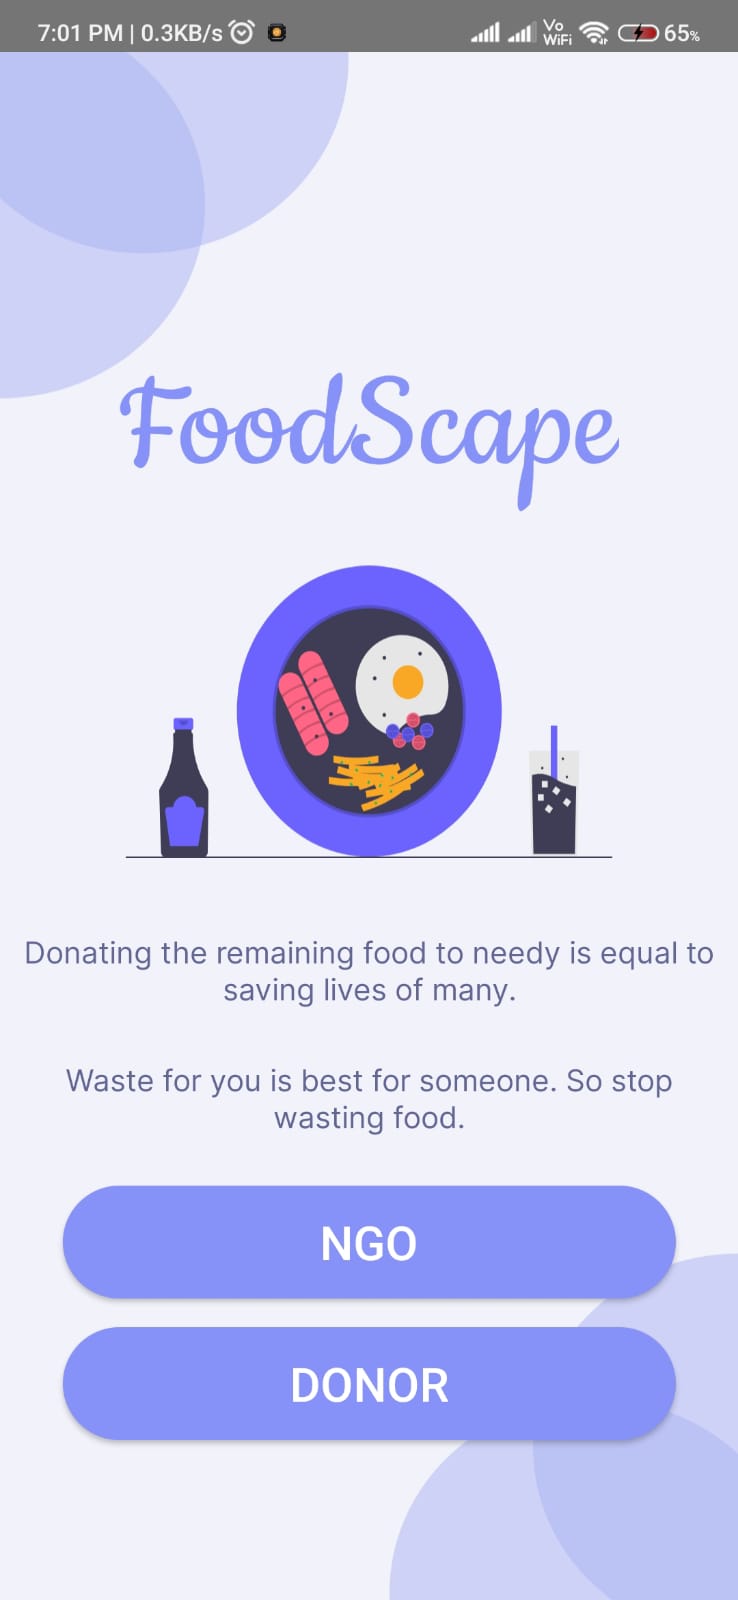 7:01 PM | 0.3KB/s Vo WiFi 65%
FoodScape
Donating the remaining food to needy is equal to
saving lives of many.
Waste for you is best for someone. So stop
wasting food.
NGO
DONOR